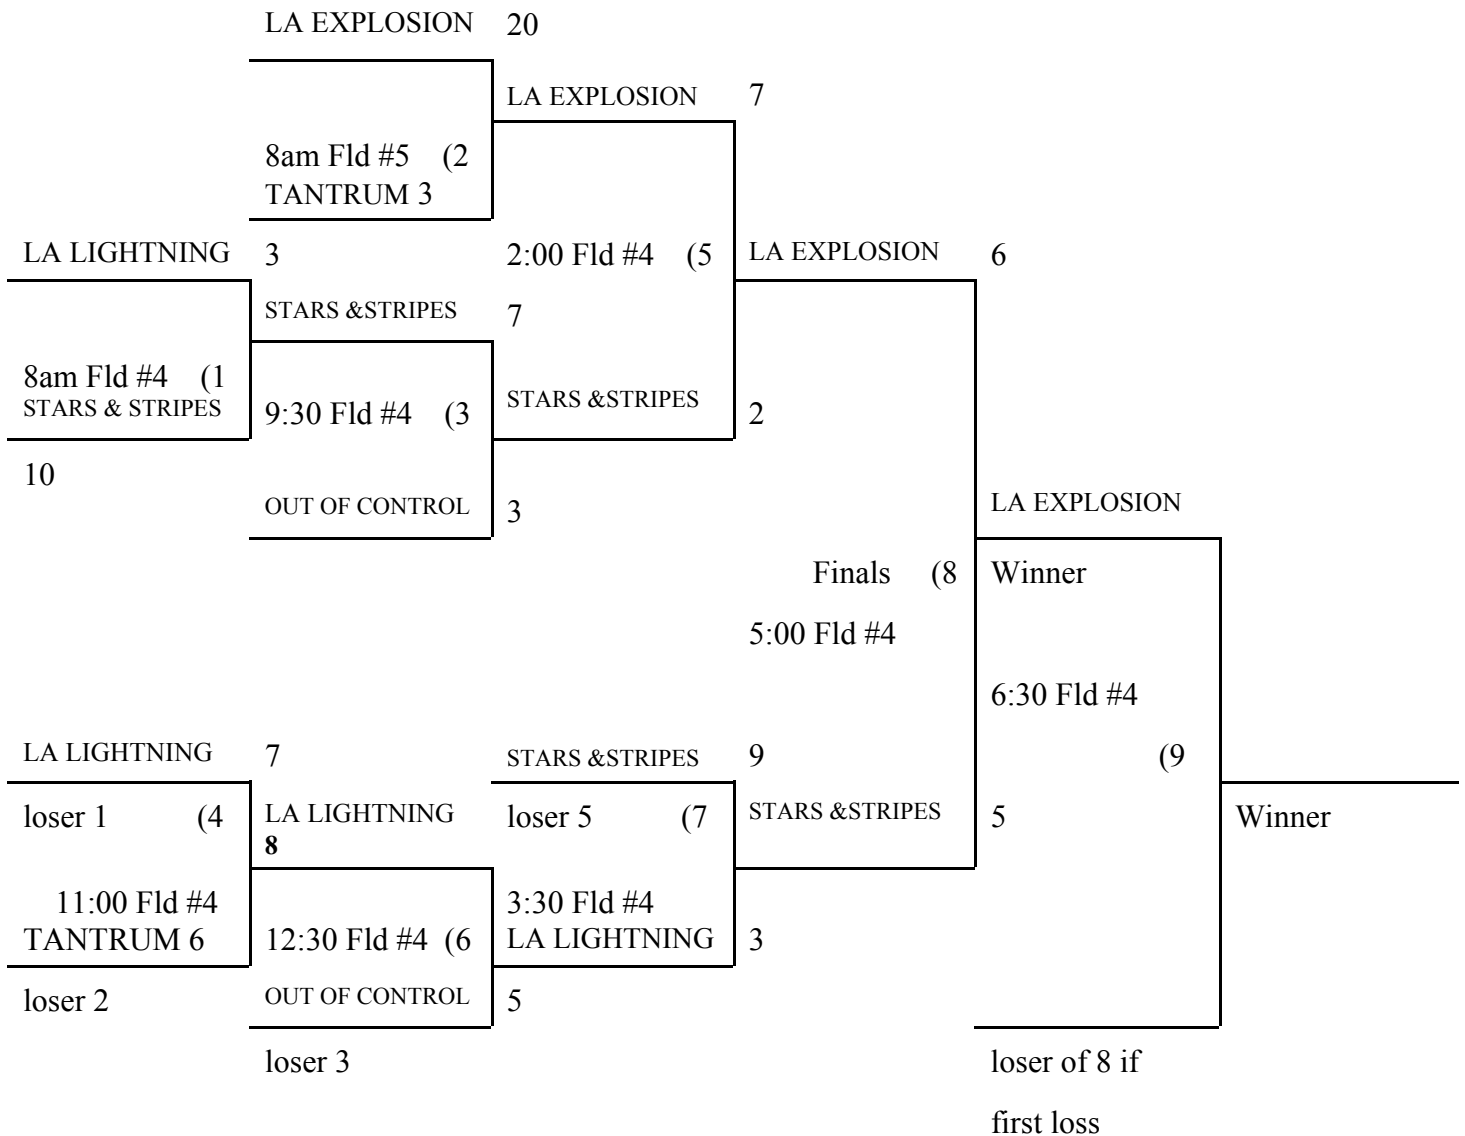 LA EXPLOSION 20
LA EXPLOSION 7
8am Fld #5 (2
TANTRUM 3
LA LIGHTNING 3
2:00 Fld #4 (5
LA EXPLOSION 6
STARS &STRIPES 7
8am Fld #4 (1
STARS & STRIPES
9:30 Fld #4 (3
STARS &STRIPES 2
10
OUT OF CONTROL 3
LA EXPLOSION
Finals (8
Winner
5:00 Fld #4
6:30 Fld #4
LA LIGHTNING 7
STARS &STRIPES 9
(9
loser 1 (4
LA LIGHTNING
8
loser 5 (7
STARS &STRIPES 5
Winner
11:00 Fld #4
TANTRUM 6
12:30 Fld #4 (6
3:30 Fld #4
LA LIGHTNING 3
loser 2
OUT OF CONTROL 5
loser 3
loser of 8 if
first loss